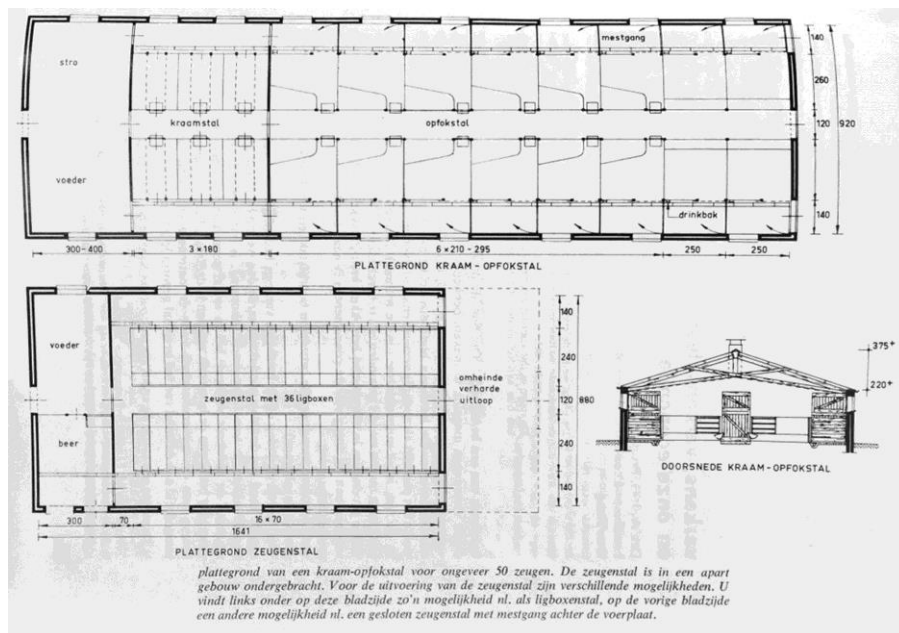 mestgang
140
stro
260
kraamstal
opfokstal
120
920
voeder
140
drinkbak
300-400
3 × 180
6 × 210 - 295
250
250
PLATTEGROND KRAAM-OPFOKSTAL
140
voeder
240
375+
omheinde
verharde
uitloop
220+
zeugenstal met 36 ligboxen
120
880
beer
240
DOORSNEDE KRAAM-OPFOKSTAL
140
300
70
16 × 70
1641
PLATTEGROND ZEUGENSTAL
plattegrond van een kraam-opfokstal voor ongeveer 50 zeugen. De zeugenstal is in een apart
gebouw ondergebracht. Voor de uitvoering van de zeugenstal zijn verschillende mogelijkheden. U
vindt links onder op deze bladzijde zo'n mogelijkheid nl. als ligboxenstal, op de vorige bladzijde
een andere mogelijkheid nl. een gesloten zeugenstal met mestgang achter de voerplaat.